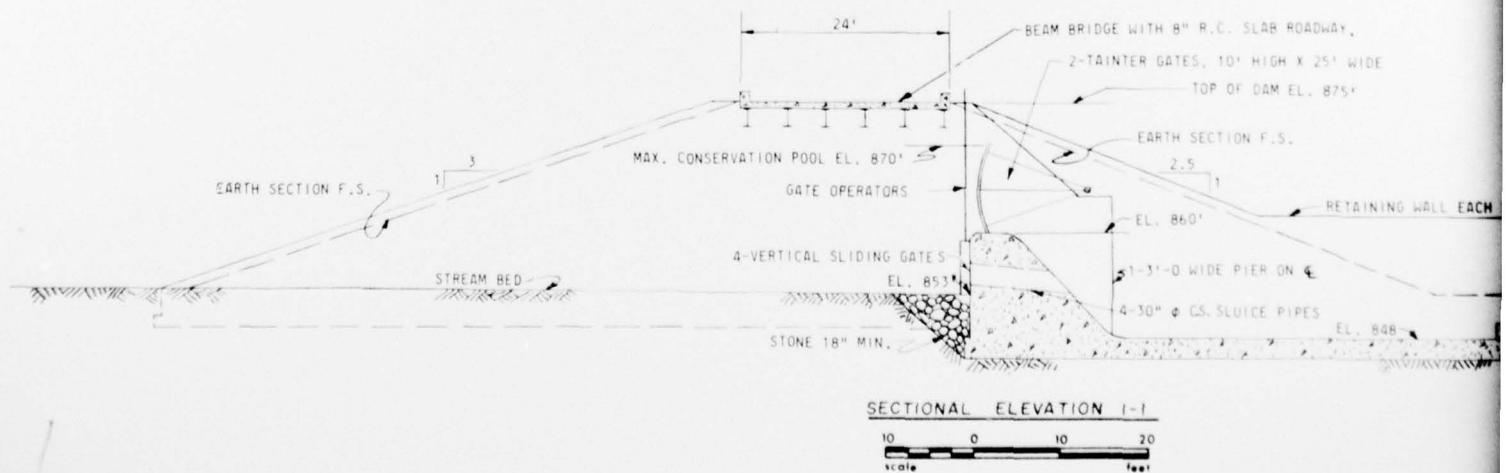 24'
BEAM BRIDGE WITH 8" R.C. SLAB ROADWAY,
2-TAINTER GATES, 10' HIGH X 25' WIDE
TOP OF DAM EL. 875'
3
1
MAX. CONSERVATION POOL EL. 870'
EARTH SECTION F.S.
2.5
1
EARTH SECTION F.S.
GATE OPERATORS
RETAINING WALL EACH
EL. 860'
4-VERTICAL SLIDING GATES
STREAM BED
EL. 853'
1-3'-0 WIDE PIER ON ℄
4-30" ⌀ C.S. SLUICE PIPES
STONE 18" MIN.
EL. 848
SECTIONAL ELEVATION 1-1
10 0 10 20
scale feet